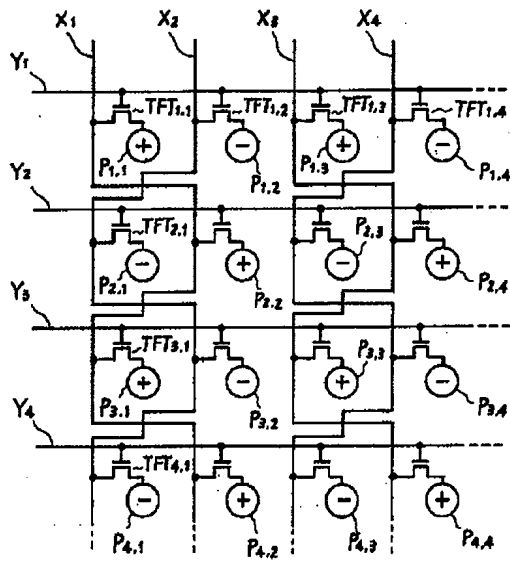 X1 X2 X3 X4
Y1
TFT1,1 TFT1,2 TFT1,3 TFT1,4
+ − + −
P1,1 P1,2 P1,3 P1,4
Y2
TFT2,1 P2,3
− + − +
P2,1 P2,2 P2,4
Y3
TFT3,1
+ − + −
P3,1 P3,2 P3,3 P3,4
Y4
TFT4,1
− + − +
P4,1 P4,2 P4,3 P4,4